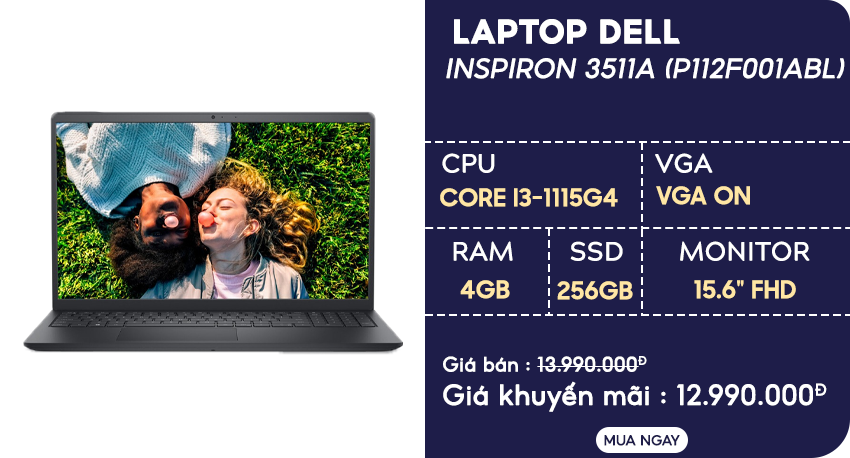 LAPTOP DELL
INSPIRON 3511A (P112F001ABL)
CPU
CORE I3-1115G4
VGA
VGA ON
RAM
4GB
SSD
256GB
MONITOR
15.6" FHD
Giá bán : 13.990.000Đ
Giá khuyến mãi : 12.990.000Đ
MUA NGAY